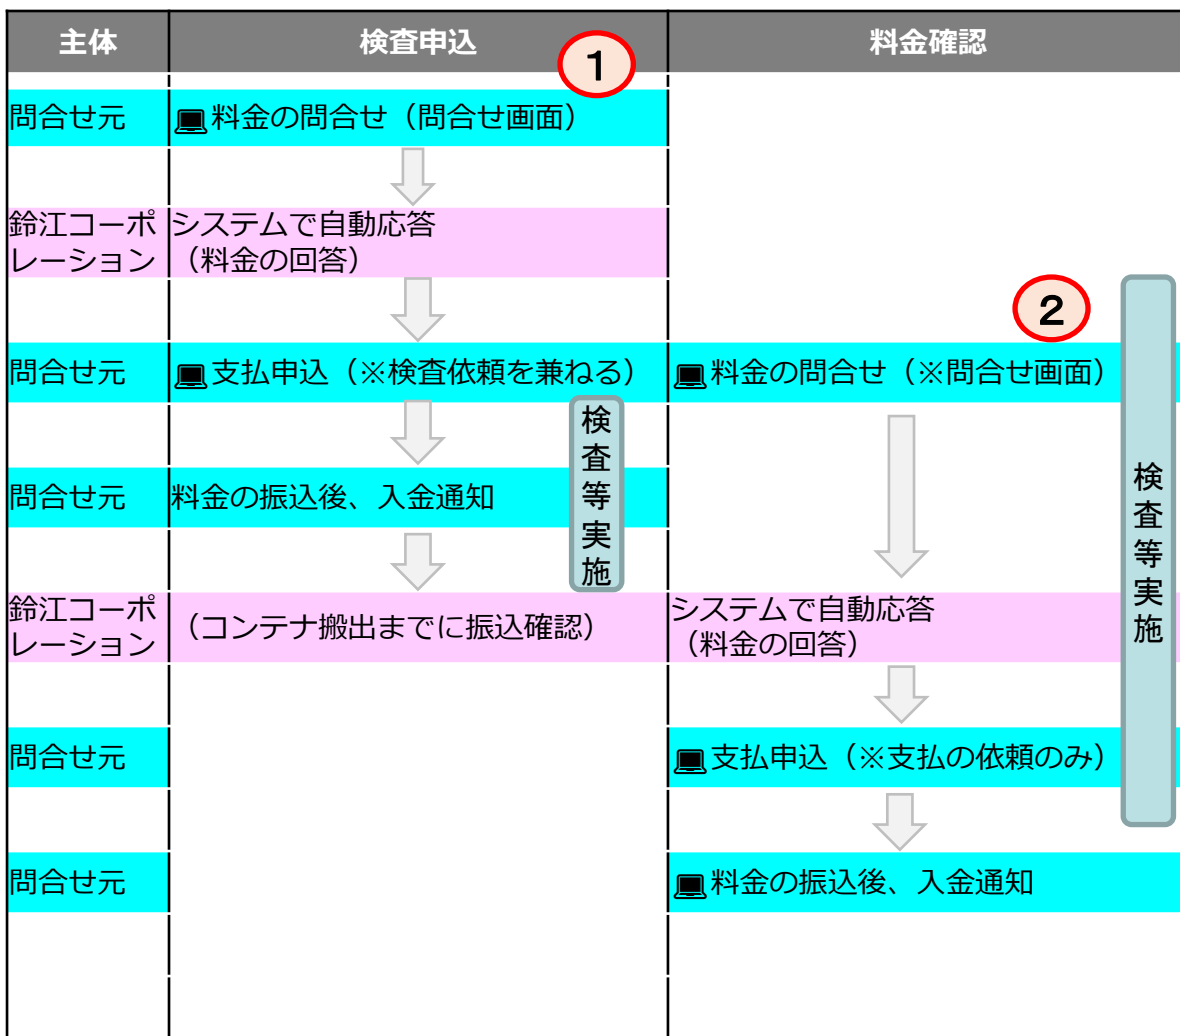 主体
検査申込
料金確認
1
問合せ元
料金の問合せ（問合せ画面）
鈴江コーポ
レーション
システムで自動応答
（料金の回答）
2
問合せ元
支払申込（※検査依頼を兼ねる）
料金の問合せ（※問合せ画面）
検査等実施
検査等実施
問合せ元
料金の振込後、入金通知
鈴江コーポ
レーション
（コンテナ搬出までに振込確認）
システムで自動応答
（料金の回答）
問合せ元
支払申込（※支払の依頼のみ）
問合せ元
料金の振込後、入金通知